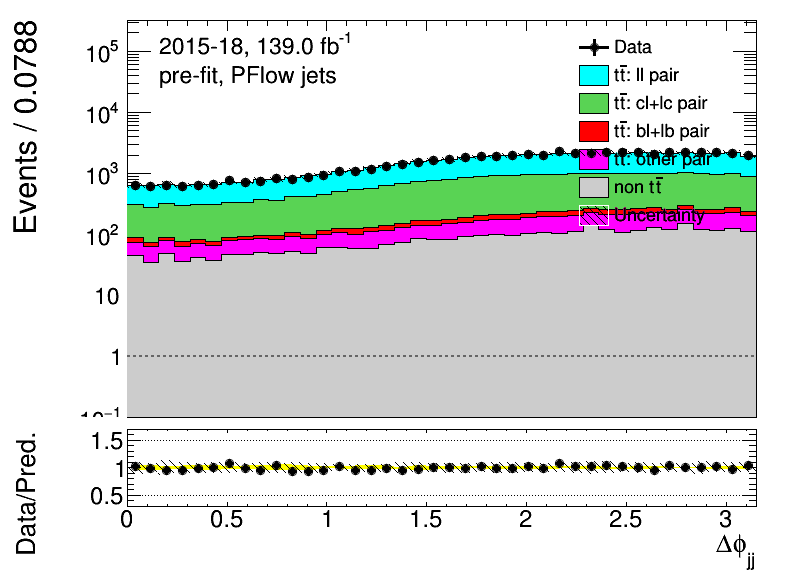 Events / 0.0788
10⁵
10⁴
10³
10²
10
1
10⁻¹
2015-18, 139.0 fb⁻¹
pre-fit, PFlow jets
Data
tt̄: ll pair
tt̄: cl+lc pair
tt̄: bl+lb pair
tt̄: other pair
non tt̄
Uncertainty
Data/Pred.
1.5
1
0.5
0 0.5 1 1.5 2 2.5 3
Δϕjj